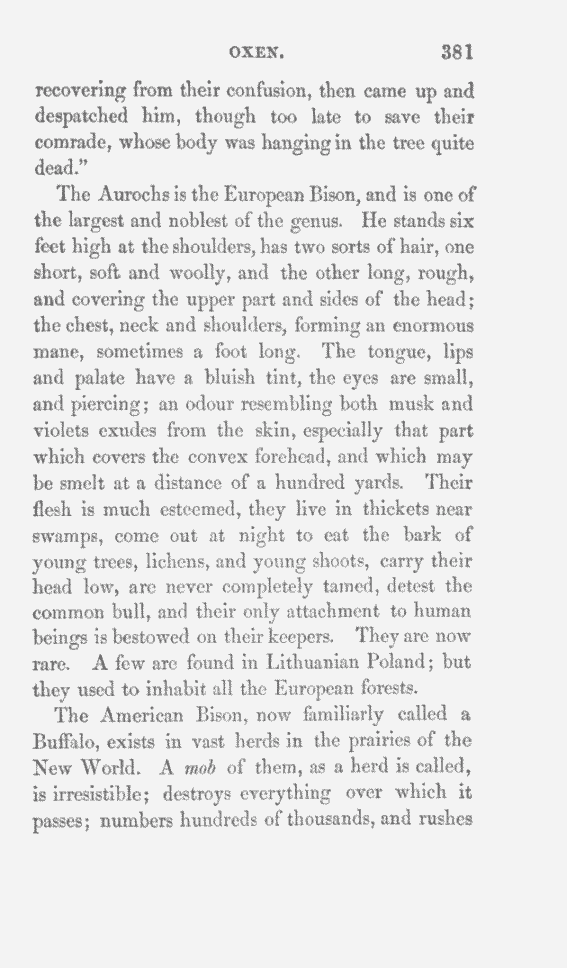 OXEN. 381
recovering from their confusion, then came up and
despatched him, though too late to save their
comrade, whose body was hanging in the tree quite
dead."
The Aurochs is the European Bison, and is one of
the largest and noblest of the genus. He stands six
feet high at the shoulders, has two sorts of hair, one
short, soft and woolly, and the other long, rough,
and covering the upper part and sides of the head;
the chest, neck and shoulders, forming an enormous
mane, sometimes a foot long. The tongue, lips
and palate have a bluish tint, the eyes are small,
and piercing; an odour resembling both musk and
violets exudes from the skin, especially that part
which covers the convex forehead, and which may
be smelt at a distance of a hundred yards. Their
flesh is much esteemed, they live in thickets near
swamps, come out at night to eat the bark of
young trees, lichens, and young shoots, carry their
head low, are never completely tamed, detest the
common bull, and their only attachment to human
beings is bestowed on their keepers. They are now
rare. A few are found in Lithuanian Poland; but
they used to inhabit all the European forests.
The American Bison, now familiarly called a
Buffalo, exists in vast herds in the prairies of the
New World. A mob of them, as a herd is called,
is irresistible; destroys everything over which it
passes; numbers hundreds of thousands, and rushes